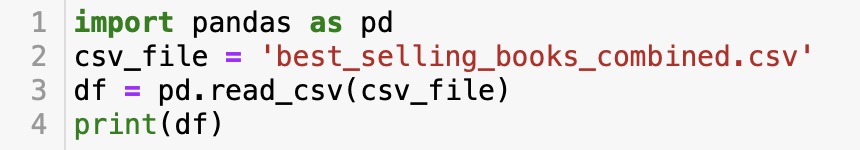 1 import pandas as pd
2 csv_file = 'best_selling_books_combined.csv'
3 df = pd.read_csv(csv_file)
4 print(df)